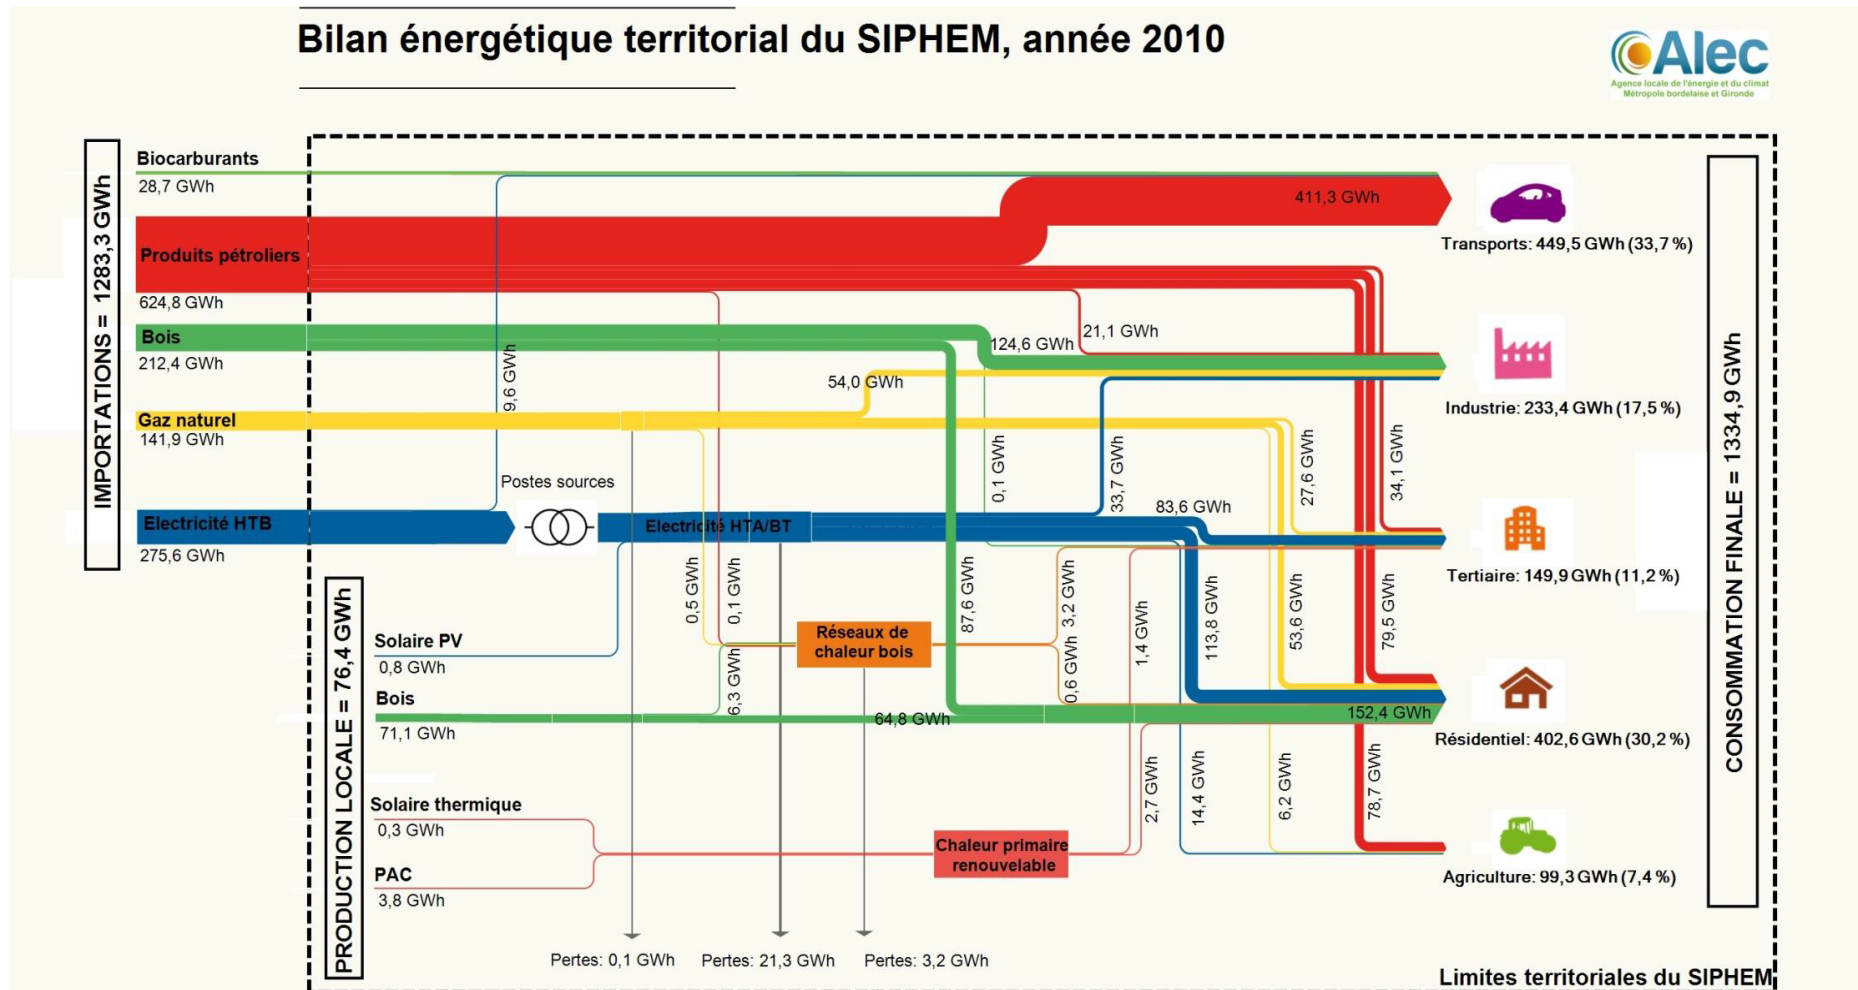 Bilan énergétique territorial du SIPHEM, année 2010
Alec
Agence locale de l'énergie et du climat
Métropole bordelaise et Gironde
IMPORTATIONS = 1283,3 GWh
Biocarburants
28,7 GWh
Produits pétroliers
624,8 GWh
Bois
212,4 GWh
Gaz naturel
141,9 GWh
Electricité HTB
275,6 GWh
9,6 GWh
Postes sources
Electricité HTA/BT
PRODUCTION LOCALE = 76,4 GWh
Solaire PV
0,8 GWh
Bois
71,1 GWh
Solaire thermique
0,3 GWh
PAC
3,8 GWh
0,5 GWh
0,1 GWh
6,3 GWh
Réseaux de
chaleur bois
64,8 GWh
Chaleur primaire
renouvelable
Pertes: 0,1 GWh
Pertes: 21,3 GWh
Pertes: 3,2 GWh
411,3 GWh
124,6 GWh
21,1 GWh
54,0 GWh
0,1 GWh
33,7 GWh
83,6 GWh
27,6 GWh
34,1 GWh
87,6 GWh
3,2 GWh
0,6 GWh
1,4 GWh
113,8 GWh
53,6 GWh
79,5 GWh
152,4 GWh
2,7 GWh
14,4 GWh
6,2 GWh
78,7 GWh
Transports: 449,5 GWh (33,7 %)
Industrie: 233,4 GWh (17,5 %)
Tertiaire: 149,9 GWh (11,2 %)
Résidentiel: 402,6 GWh (30,2 %)
Agriculture: 99,3 GWh (7,4 %)
CONSOMMATION FINALE = 1334,9 GWh
Limites territoriales du SIPHEM